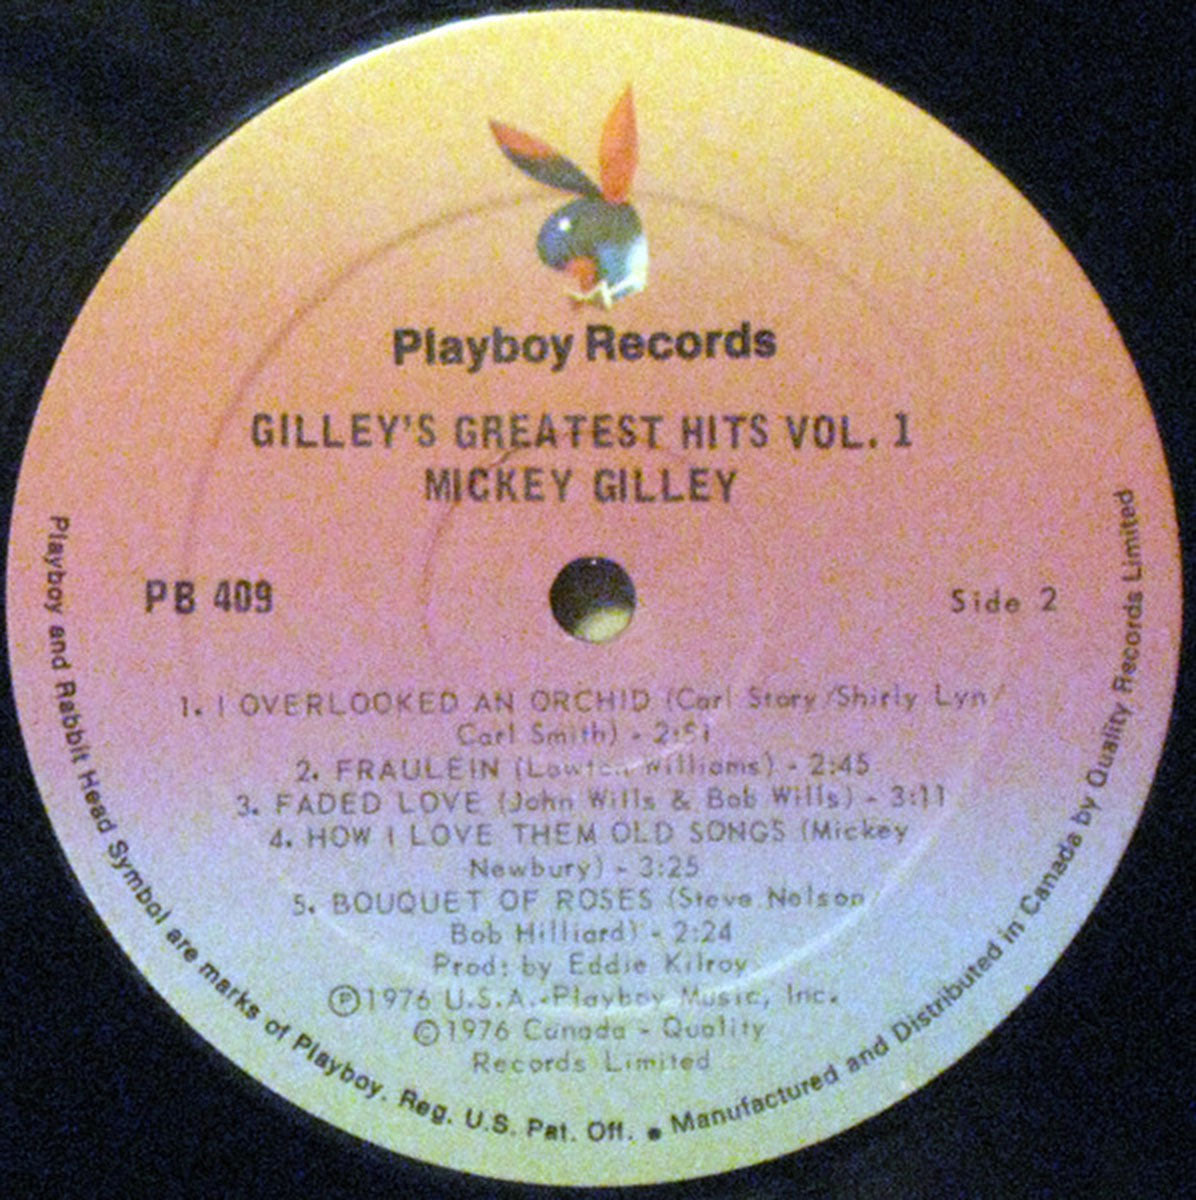 Playboy Records
GILLEY'S GREATEST HITS VOL. 1
MICKEY GILLEY
PB 409
Side 2
1. I OVERLOOKED AN ORCHID (Carl Story/Shirly Lyn/
Carl Smith) - 2:51
2. FRAULEIN (Lawton Williams) - 2:45
3. FADED LOVE (John Wills & Bob Wills) - 3:11
4. HOW I LOVE THEM OLD SONGS (Mickey
Newbury) - 3:25
5. BOUQUET OF ROSES (Steve Nelson/
Bob Hilliard) - 2:24
Prod: by Eddie Kilroy
Ⓟ1976 U.S.A.-Playboy Music, Inc.
©1976 Canada - Quality
Records Limited
Playboy and Rabbit Head Symbol are marks of Playboy. Reg. U.S. Pat. Off. • Manufactured and Distributed in Canada by Quality Records Limited